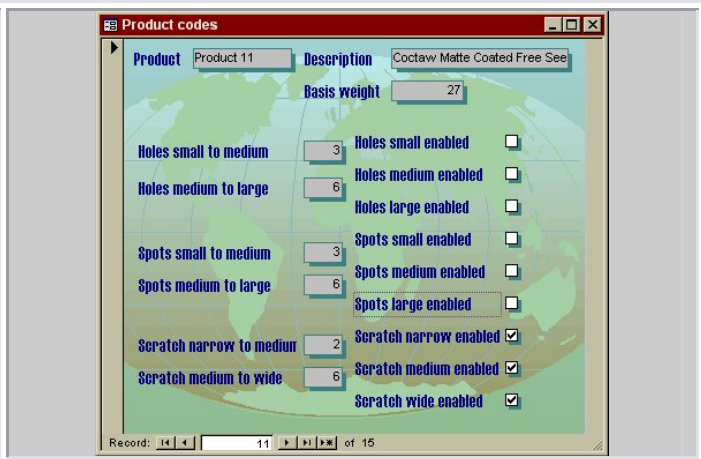 Product codes
Product Product 11 Description Coctaw Matte Coated Free See
Basis weight 27
Holes small to medium 3
Holes medium to large 6
Spots small to medium 3
Spots medium to large 6
Scratch narrow to medium 2
Scratch medium to wide 6
Holes small enabled
Holes medium enabled
Holes large enabled
Spots small enabled
Spots medium enabled
Spots large enabled
Scratch narrow enabled
Scratch medium enabled
Scratch wide enabled
Record: 11 of 15